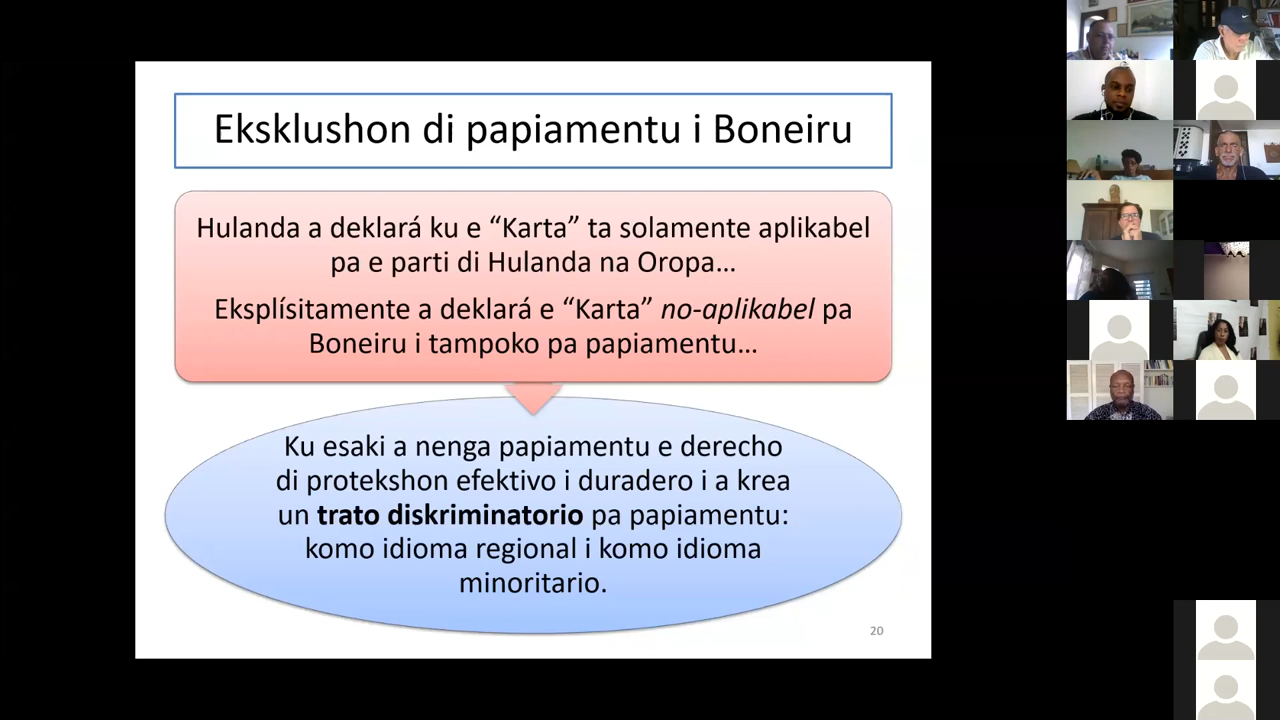 Eksklushon di papiamentu i Boneiru
Hulanda a deklará ku e “Karta” ta solamente aplikabel
pa e parti di Hulanda na Oropa…
Eksplísitamente a deklará e “Karta” no-aplikabel pa
Boneiru i tampoko pa papiamentu…
Ku esaki a nenga papiamentu e derecho
di protekshon efektivo i duradero i a krea
un trato diskriminatorio pa papiamentu:
komo idioma regional i komo idioma
minoritario.
20